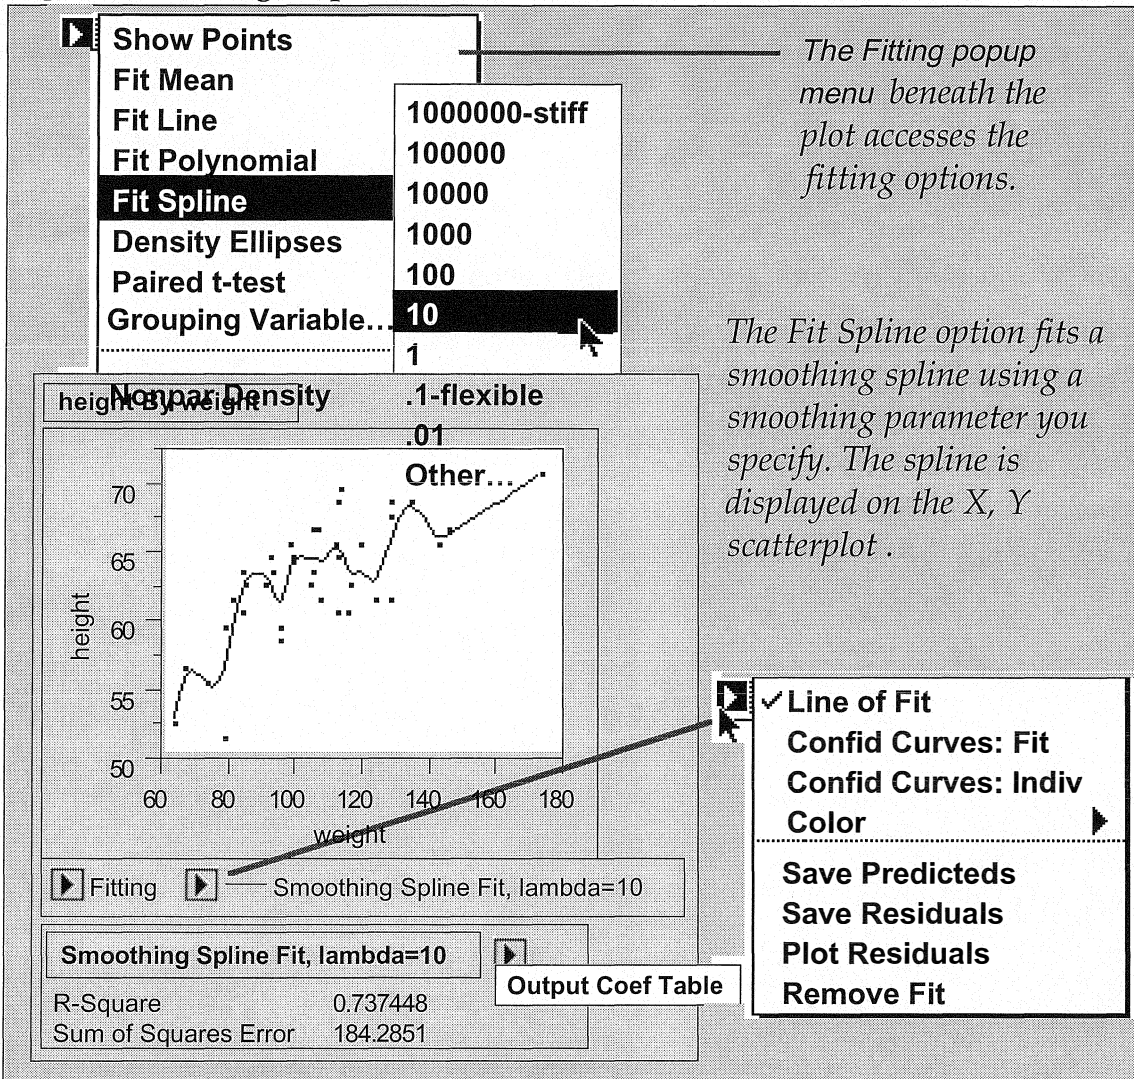 Show Points
Fit Mean
Fit Line
Fit Polynomial
Fit Spline
Density Ellipses
Paired t-test
Grouping Variable...
Nonpar Density
1000000-stiff
100000
10000
1000
100
10
1
.1-flexible
.01
Other...
The Fitting popup
menu beneath the
plot accesses the
fitting options.
The Fit Spline option fits a
smoothing spline using a
smoothing parameter you
specify. The spline is
displayed on the X, Y
scatterplot .
height By weight
height
70
65
60
55
50
60 80 100 120 140 160 180
weight
Fitting
Smoothing Spline Fit, lambda=10
Smoothing Spline Fit, lambda=10
Output Coef Table
R-Square 0.737448
Sum of Squares Error 184.2851
✓Line of Fit
Confid Curves: Fit
Confid Curves: Indiv
Color
Save Predicteds
Save Residuals
Plot Residuals
Remove Fit